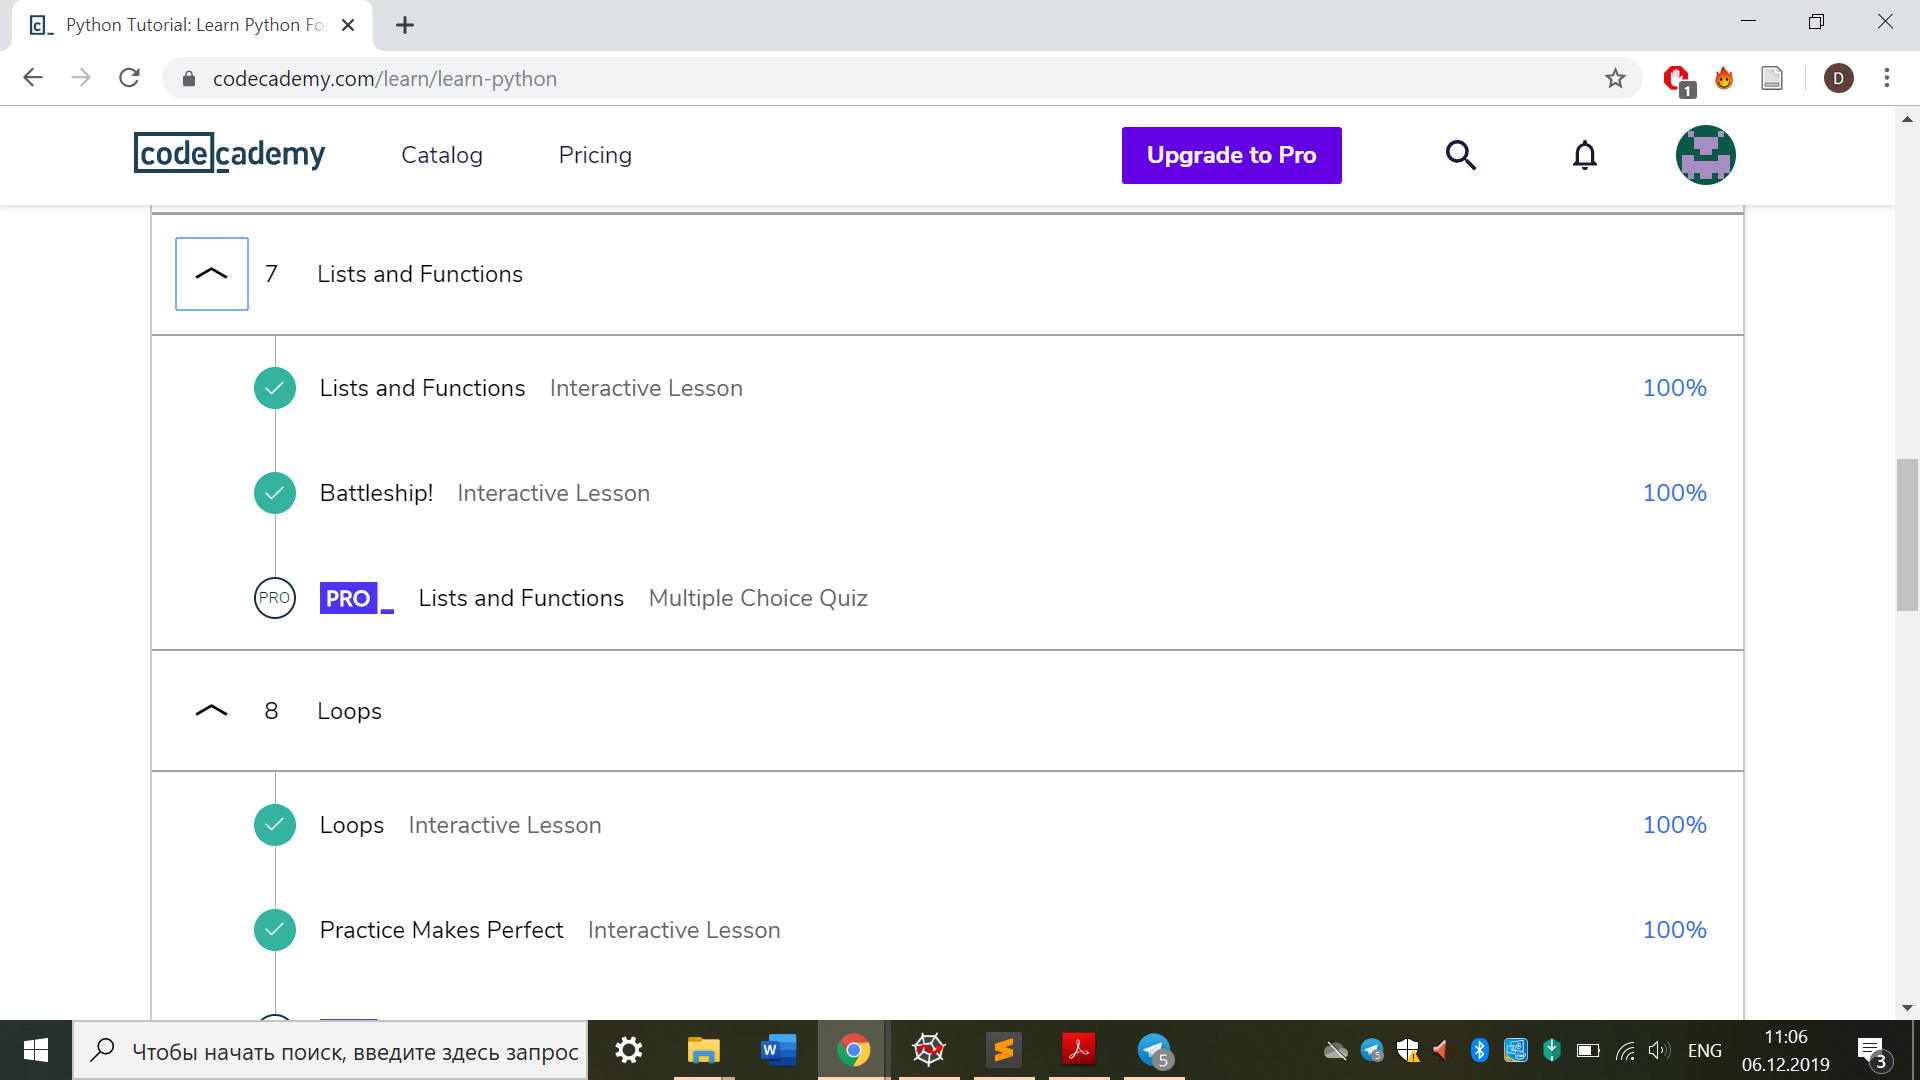 Python Tutorial: Learn Python Fo
codecademy.com/learn/learn-python
1
D
codecademy
Catalog
Pricing
Upgrade to Pro
7 Lists and Functions
Lists and Functions Interactive Lesson 100%
Battleship! Interactive Lesson 100%
PRO PRO_ Lists and Functions Multiple Choice Quiz
8 Loops
Loops Interactive Lesson 100%
Practice Makes Perfect Interactive Lesson 100%
Чтобы начать поиск, введите здесь запрос
5
ENG
11:06
06.12.2019
3